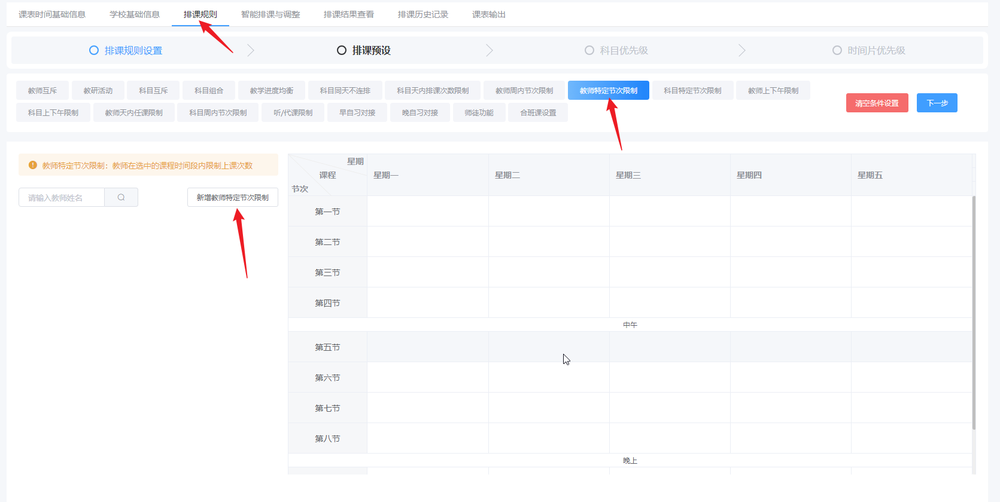 课表时间基础信息 学校基础信息 排课规则 智能排课与调整 排课结果查看 排课历史记录 课表输出
排课规则设置 排课预设 科目优先级 时间片优先级
教师互斥 教研活动 科目互斥 科目组合 教学进度均衡 科目同天不连排 科目天内排课次数限制 教师周内节次限制 教师特定节次限制 科目特定节次限制 教师上下午限制
科目上下午限制 教师天内任课限制 科目周内节次限制 听/代课限制 早自习对接 晚自习对接 师徒功能 合班课设置
清空条件设置 下一步
教师特定节次限制：教师在选中的课程时间段内限制上课次数
请输入教师姓名 新增教师特定节次限制
星期
课程 星期一 星期二 星期三 星期四 星期五
节次
第一节
第二节
第三节
第四节
中午
第五节
第六节
第七节
第八节
晚上